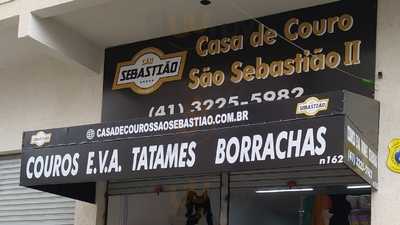 SÃO
SEBASTIÃO
Casa de Couro
São Sebastião II
(41) 3225-5982
SEBASTIÃO
CASADECOUROSSAOSEBASTIAO.COM.BR
SEBASTIÃO
COUROS E.V.A. TATAMES BORRACHAS
n162